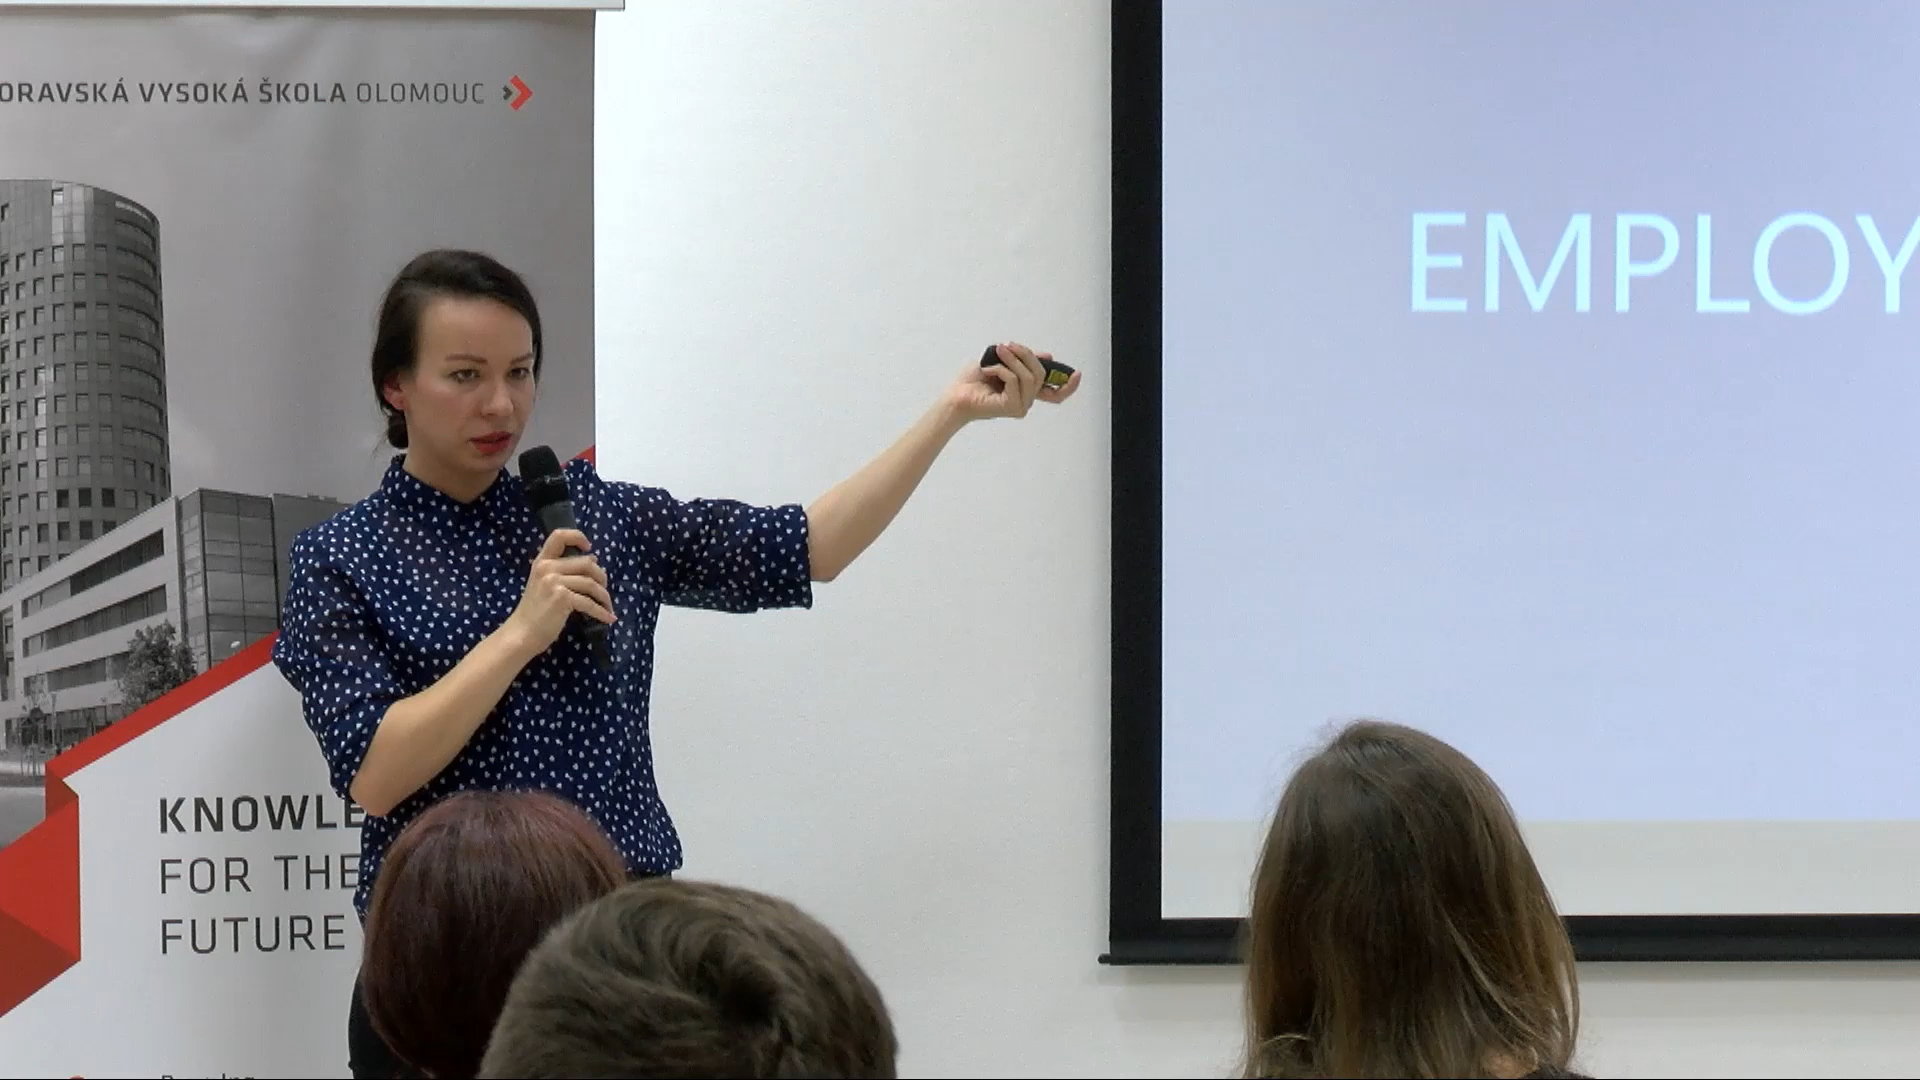 ORAVSKÁ VYSOKÁ ŠKOLA OLOMOUC
EMPLOY
KNOWLE
FOR THE
FUTURE